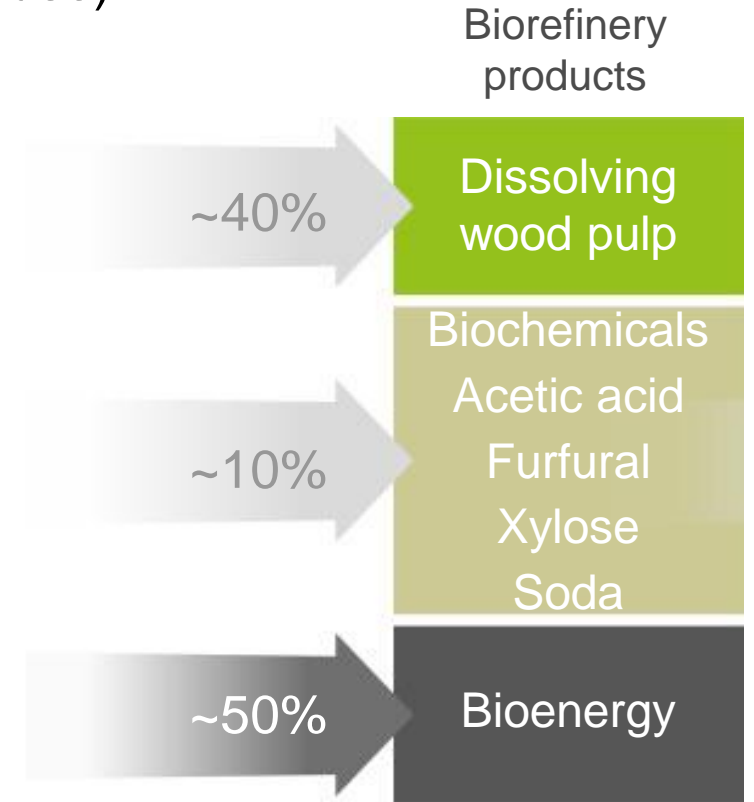 Biorefinery
products
~40%
Dissolving
wood pulp
~10%
Biochemicals
Acetic acid
Furfural
Xylose
Soda
~50%
Bioenergy